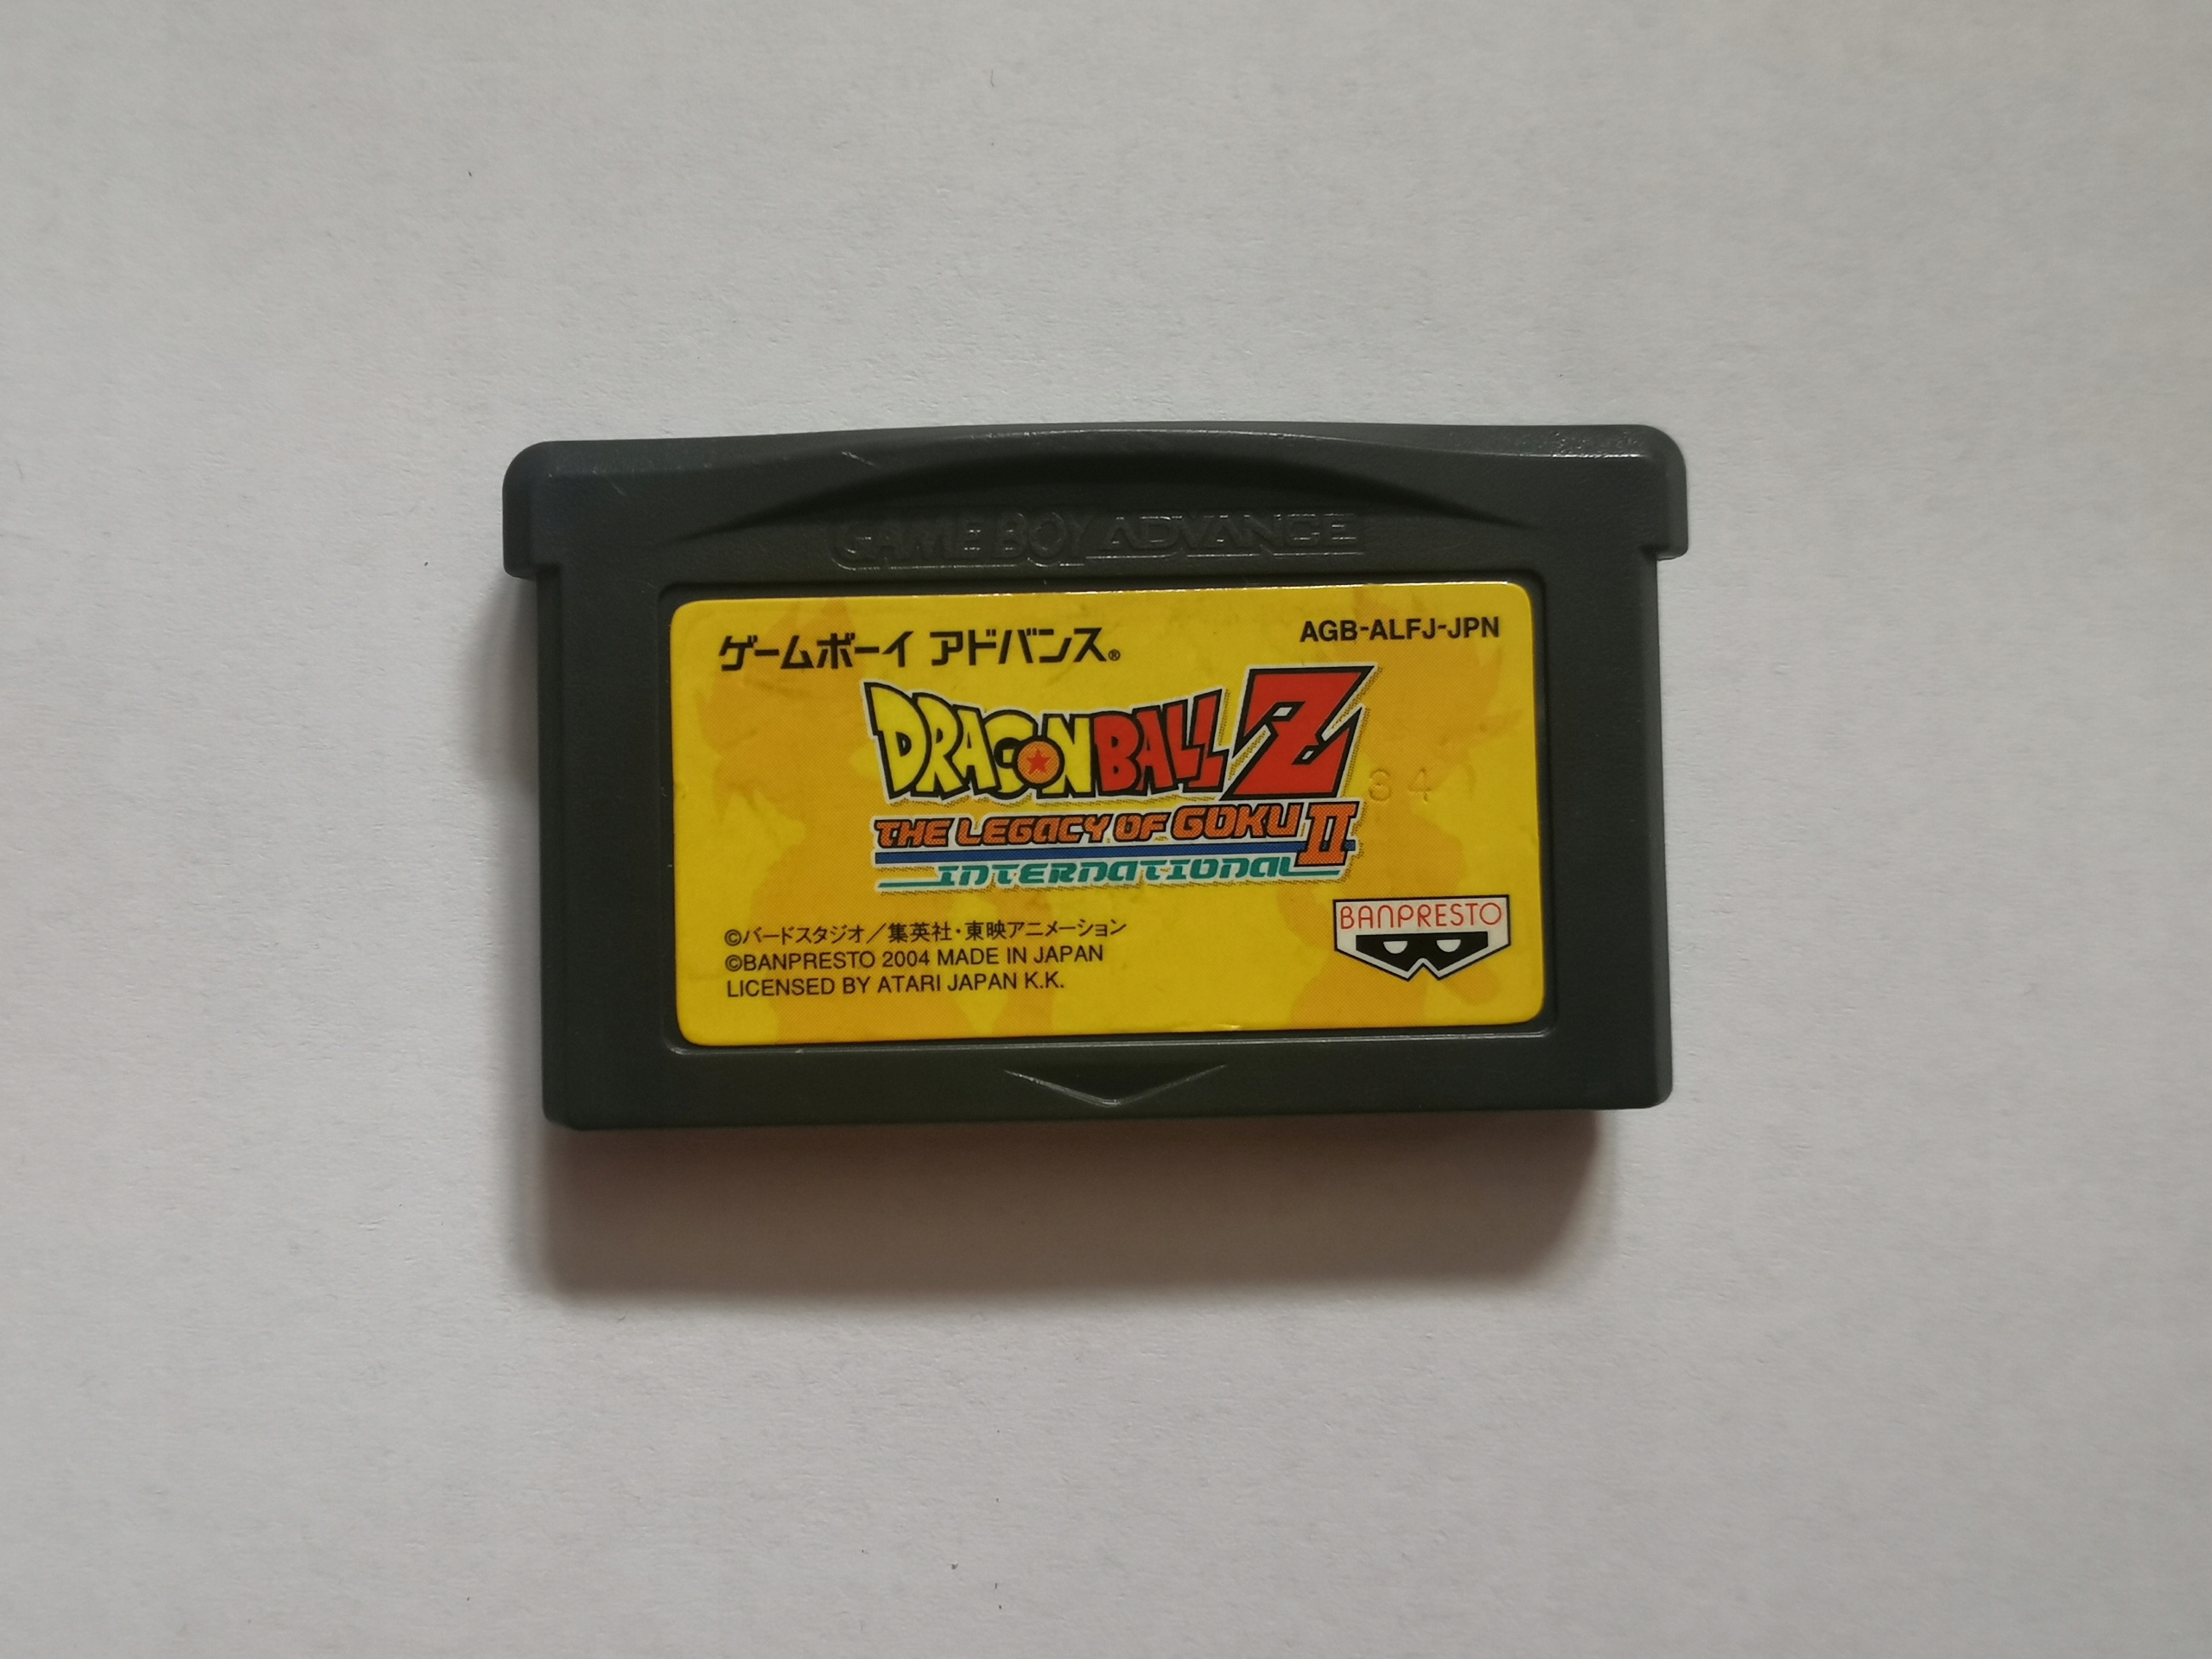 GAME BOY ADVANCE
ゲームボーイ アドバンス®
AGB-ALFJ-JPN
DRAGON BALL Z
34
THE LEGACY OF GOKU II
INTERNATIONAL
BANPRESTO
©バードスタジオ／集英社・東映アニメーション
©BANPRESTO 2004 MADE IN JAPAN
LICENSED BY ATARI JAPAN K.K.